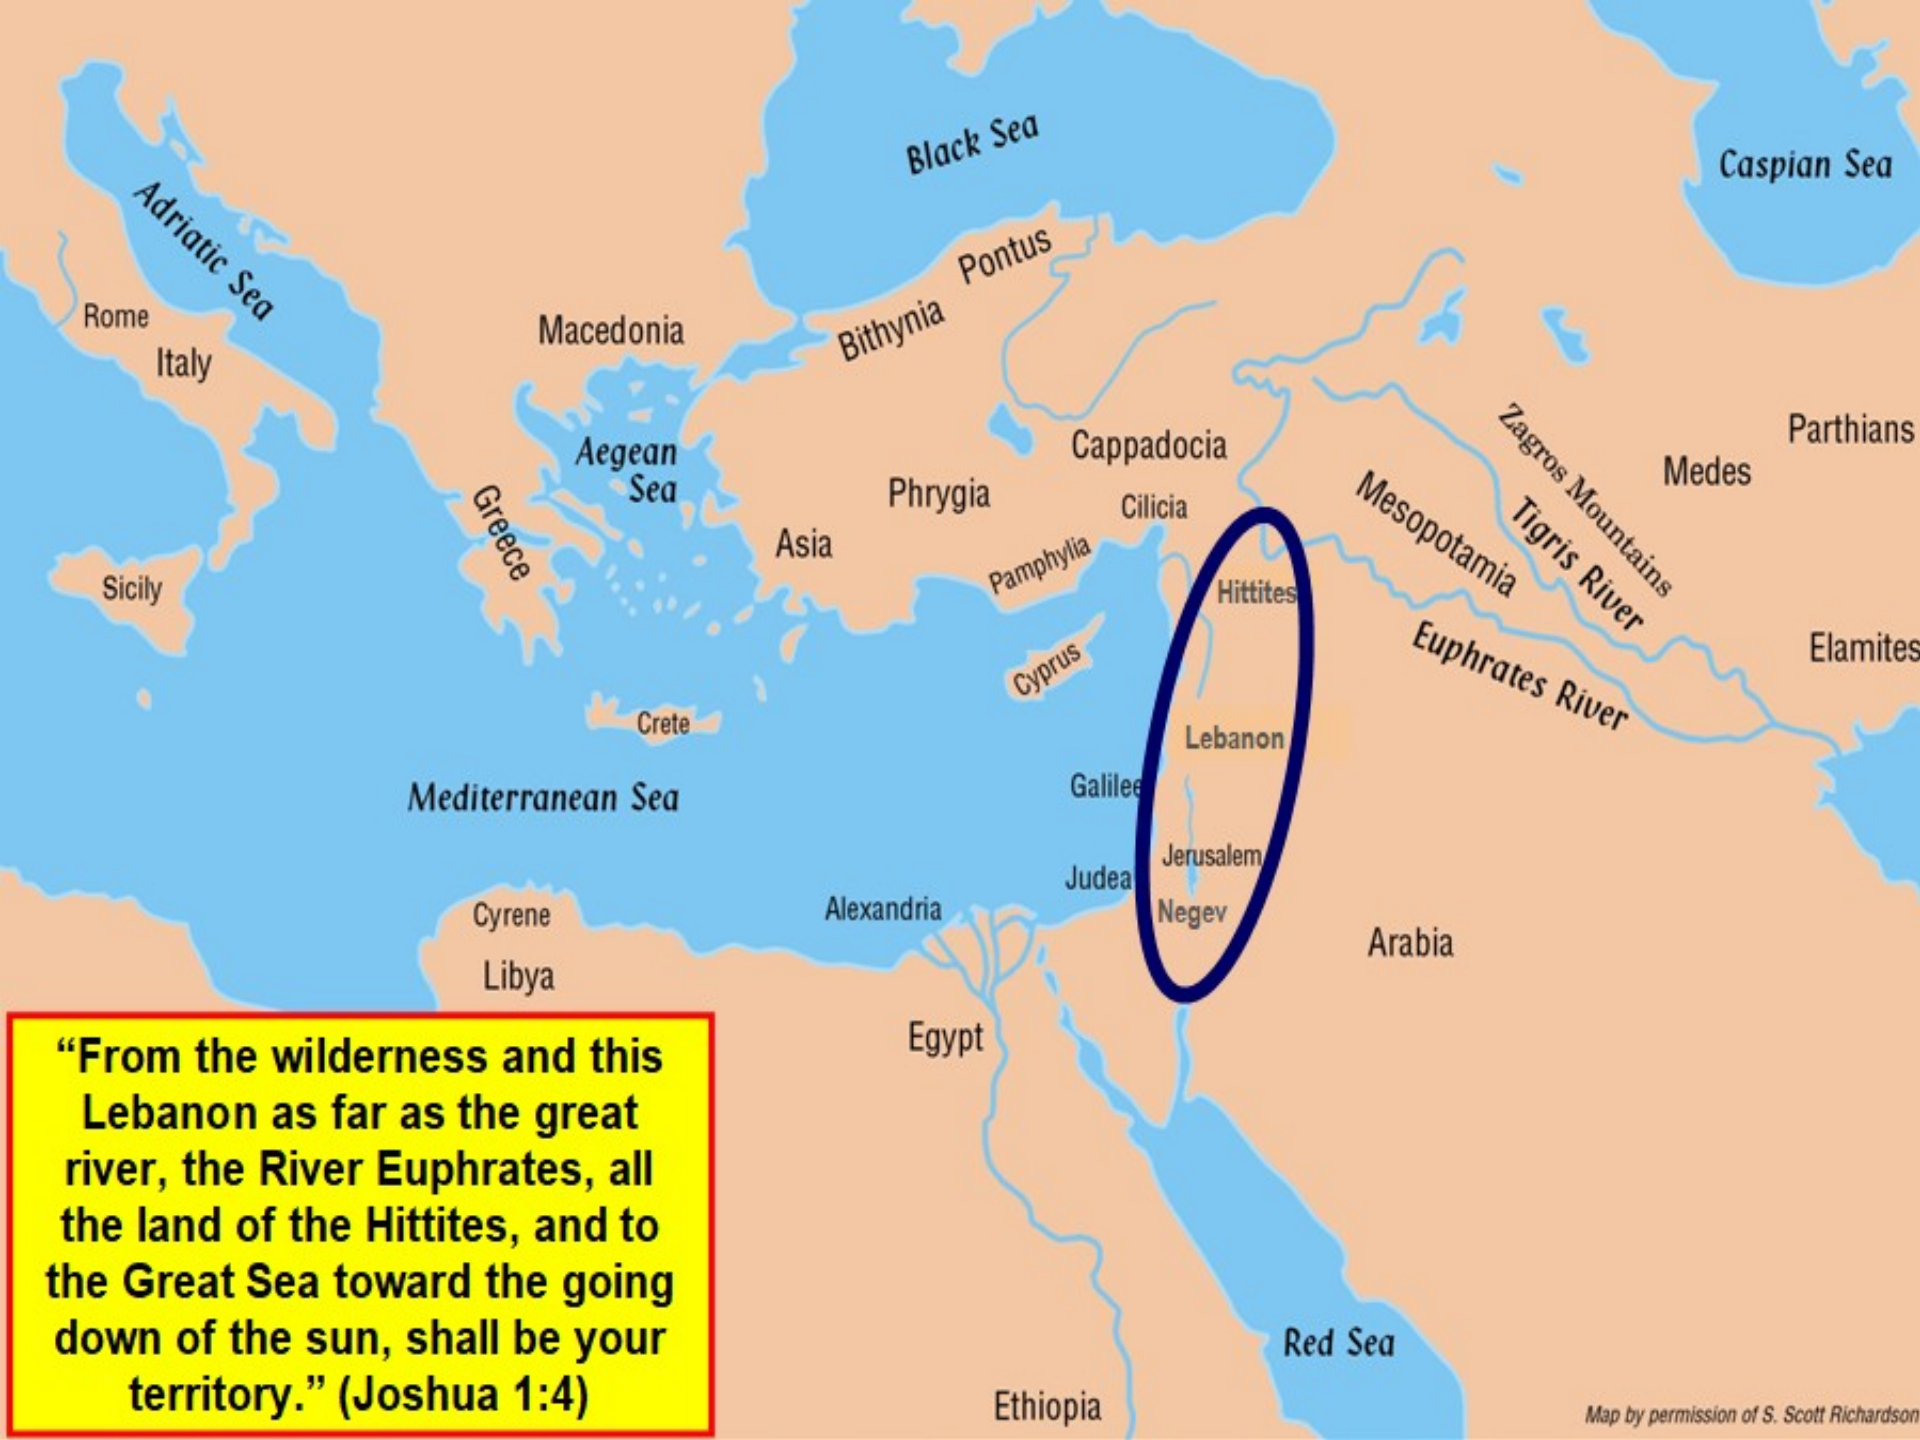 Black Sea
Caspian Sea
Adriatic Sea
Pontus
Rome
Macedonia
Bithynia
Italy
Zagros Mountains
Parthians
Aegean
Sea
Cappadocia
Medes
Phrygia
Mesopotamia
Greece
Cilicia
Tigris River
Asia
Pamphylia
Sicily
Hittites
Euphrates River
Elamites
Cyprus
Crete
Lebanon
Mediterranean Sea
Galilee
Jerusalem
Judea
Alexandria
Cyrene
Negev
Arabia
Libya
Egypt
“From the wilderness and this
Lebanon as far as the great
river, the River Euphrates, all
the land of the Hittites, and to
the Great Sea toward the going
down of the sun, shall be your
territory.” (Joshua 1:4)
Red Sea
Ethiopia
Map by permission of S. Scott Richardson